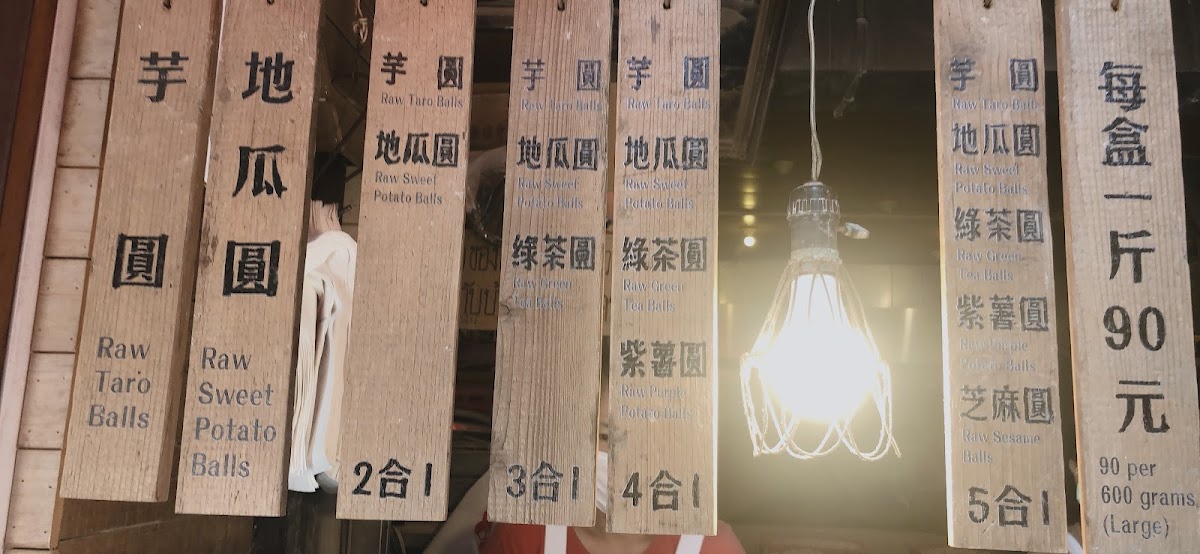 芋圓
Raw
Taro
Balls
地瓜圓
Raw
Sweet
Potato
Balls
芋圓
Raw Taro Balls
地瓜圓
Raw Sweet
Potato Balls
2合1
芋圓
Raw Taro Balls
地瓜圓
Raw Sweet
Potato Balls
綠茶圓
Raw Green
Tea Balls
3合1
芋圓
Raw Taro Balls
地瓜圓
Raw Sweet
Potato Balls
綠茶圓
Raw Green
Tea Balls
紫薯圓
Raw Purple
Potato Balls
4合1
芋圓
Raw Taro Balls
地瓜圓
Raw Sweet
Potato Balls
綠茶圓
Raw Green
Tea Balls
紫薯圓
Raw Purple
Potato Balls
芝麻圓
Raw Sesame
Balls
5合1
每盒一斤90元
90 per
600 grams,
(Large)